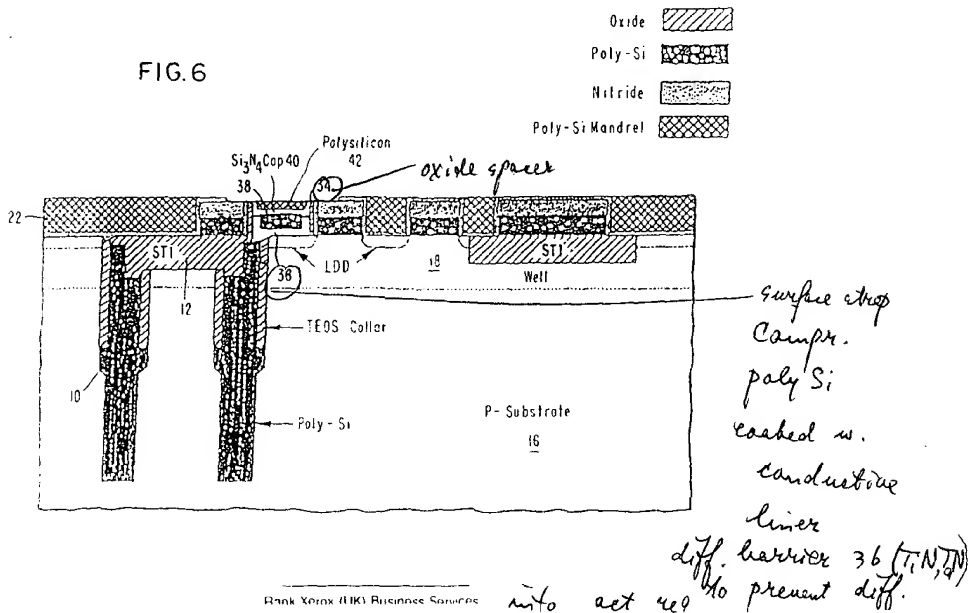 FIG.6
Oxide
Poly-Si
Nitride
Poly-Si Mandrel
Polysilicon
42
Si3N4 Cap 40
38
34
oxide spacer
22
STI
LDD
18
STI
36
Well
12
TEOS Collar
10
Poly-Si
P- Substrate
16
surface strap
Compr.
poly Si
coated w.
conductive
liner
diff. barrier 36 (TiN, TaN)
to prevent diff.
into act reg
Rank Xerox (UK) Business Services